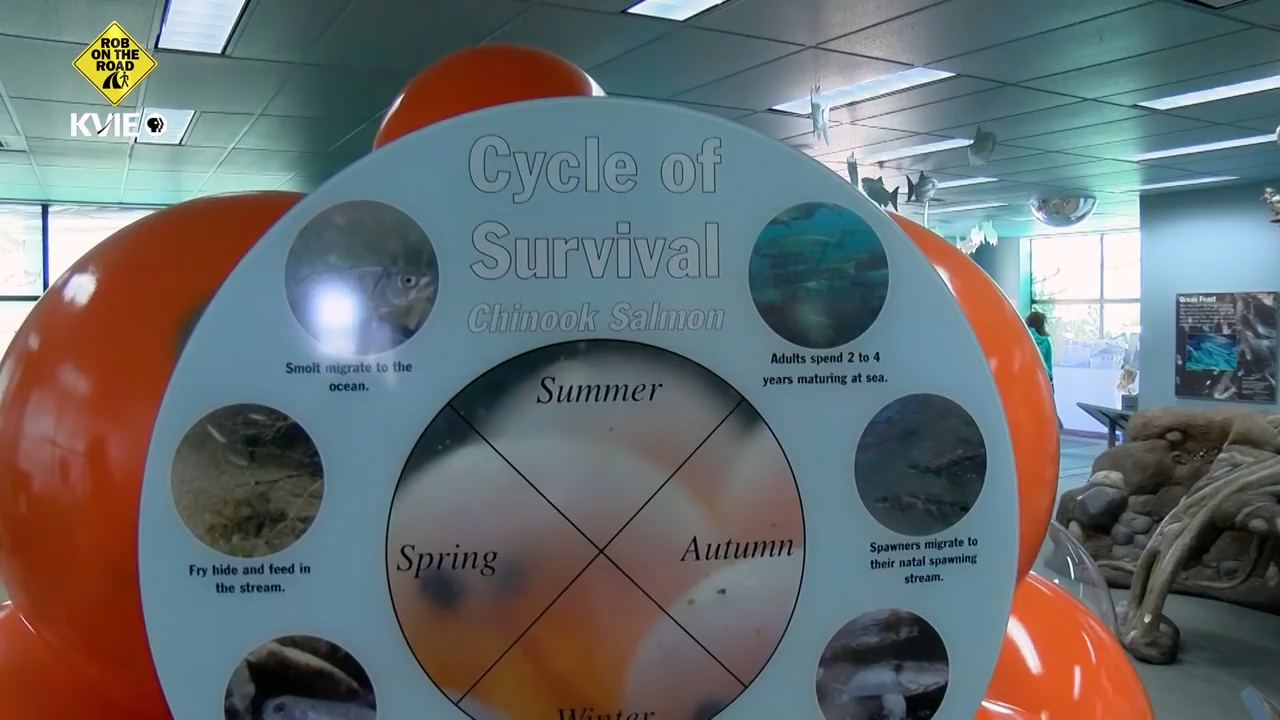 ROB
ON THE
ROAD
KVIE
Cycle of
Survival
Chinook Salmon
Smolt migrate to the
ocean.
Adults spend 2 to 4
years maturing at sea.
Summer
Spring
Autumn
Winter
Fry hide and feed in
the stream.
Spawners migrate to
their natal spawning
stream.
Ocean Feast